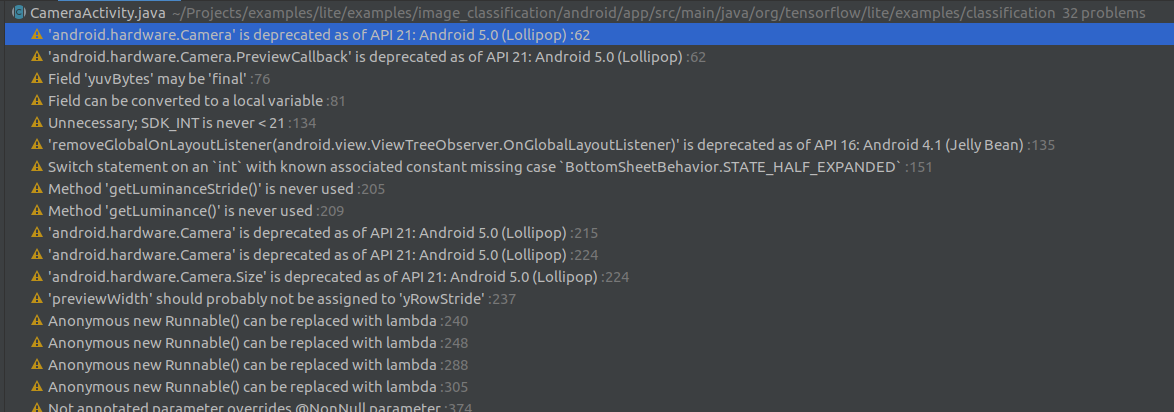 CameraActivity.java ~/Projects/examples/lite/examples/image_classification/android/app/src/main/java/org/tensorflow/lite/examples/classification 32 problems
'android.hardware.Camera' is deprecated as of API 21: Android 5.0 (Lollipop) :62
'android.hardware.Camera.PreviewCallback' is deprecated as of API 21: Android 5.0 (Lollipop) :62
Field 'yuvBytes' may be 'final' :76
Field can be converted to a local variable :81
Unnecessary; SDK_INT is never < 21 :134
'removeGlobalOnLayoutListener(android.view.ViewTreeObserver.OnGlobalLayoutListener)' is deprecated as of API 16: Android 4.1 (Jelly Bean) :135
Switch statement on an `int` with known associated constant missing case `BottomSheetBehavior.STATE_HALF_EXPANDED` :151
Method 'getLuminanceStride()' is never used :205
Method 'getLuminance()' is never used :209
'android.hardware.Camera' is deprecated as of API 21: Android 5.0 (Lollipop) :215
'android.hardware.Camera' is deprecated as of API 21: Android 5.0 (Lollipop) :224
'android.hardware.Camera.Size' is deprecated as of API 21: Android 5.0 (Lollipop) :224
'previewWidth' should probably not be assigned to 'yRowStride' :237
Anonymous new Runnable() can be replaced with lambda :240
Anonymous new Runnable() can be replaced with lambda :248
Anonymous new Runnable() can be replaced with lambda :288
Anonymous new Runnable() can be replaced with lambda :305
Not annotated parameter overrides @NonNull parameter :374